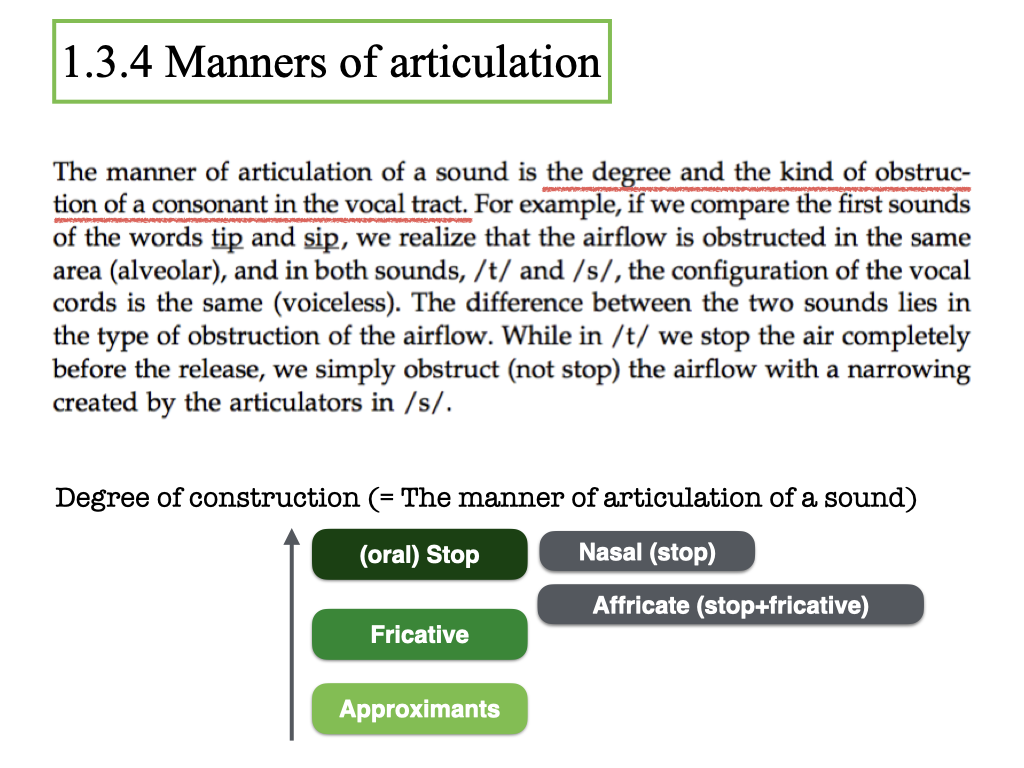 1.3.4 Manners of articulation
The manner of articulation of a sound is the degree and the kind of obstruc-
tion of a consonant in the vocal tract. For example, if we compare the first sounds
of the words tip and sip, we realize that the airflow is obstructed in the same
area (alveolar), and in both sounds, /t/ and /s/, the configuration of the vocal
cords is the same (voiceless). The difference between the two sounds lies in
the type of obstruction of the airflow. While in /t/ we stop the air completely
before the release, we simply obstruct (not stop) the airflow with a narrowing
created by the articulators in /s/.
Degree of construction (= The manner of articulation of a sound)
(oral) Stop
Nasal (stop)
Affricate (stop+fricative)
Fricative
Approximants